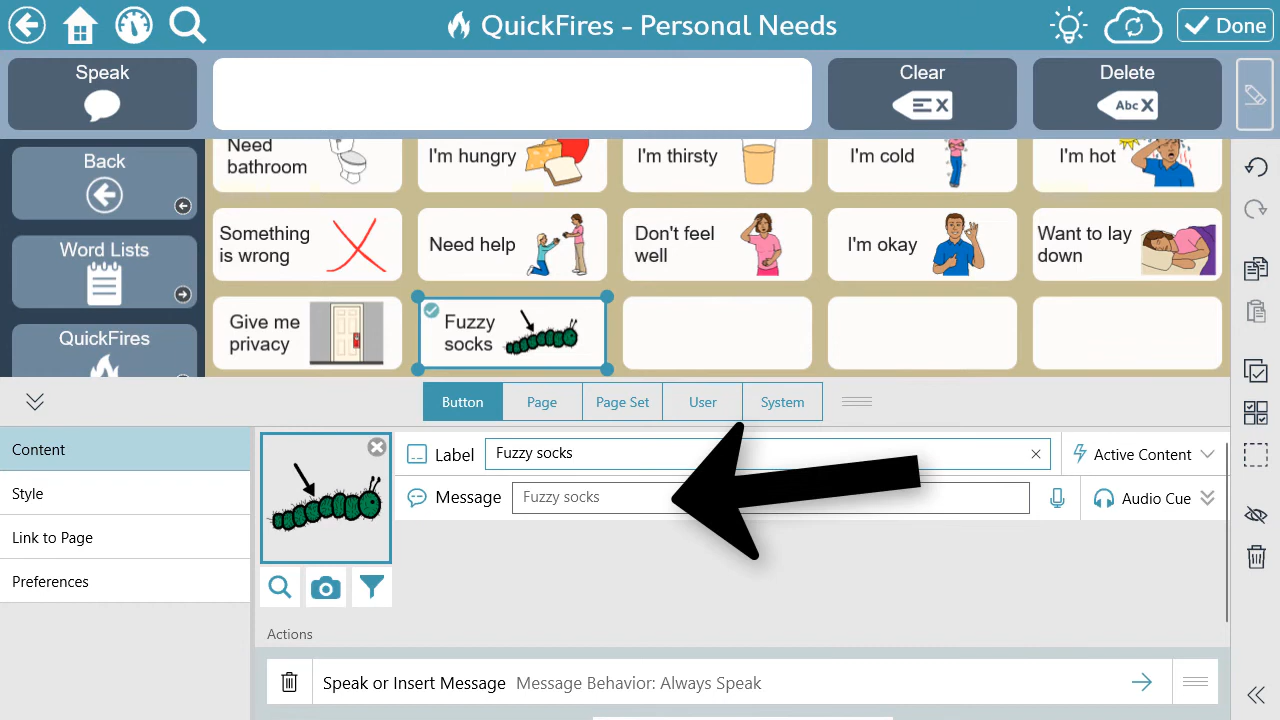 QuickFires - Personal Needs
Done
Speak
Clear
Delete
Abc
Back
Need
bathroom
I'm hungry
I'm thirsty
I'm cold
I'm hot
Word Lists
Something
is wrong
Need help
Don't feel
well
I'm okay
Want to lay
down
QuickFires
Give me
privacy
Fuzzy
socks
Button
Page
Page Set
User
System
Content
Label
Fuzzy socks
Active Content
Style
Message
Fuzzy socks
Audio Cue
Link to Page
Preferences
Actions
Speak or Insert Message Message Behavior: Always Speak